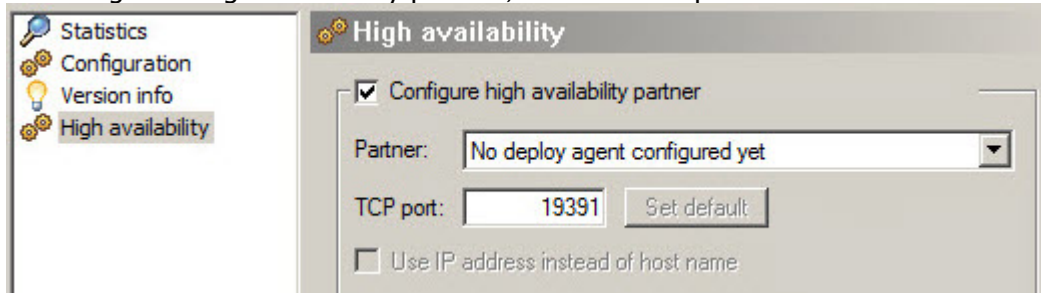 Statistics
Configuration
Version info
High availability
High availability
Configure high availability partner
Partner: No deploy agent configured yet
TCP port: 19391 Set default
Use IP address instead of host name